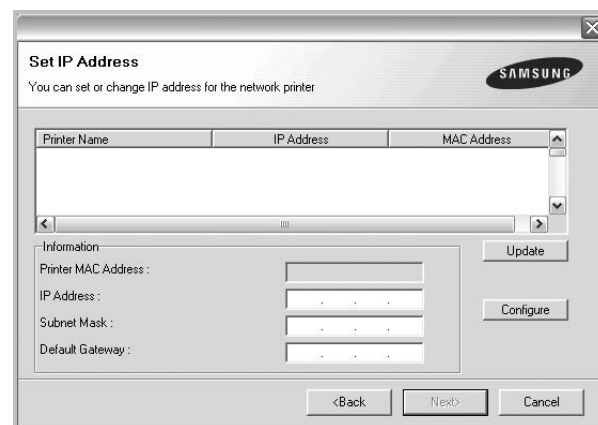 Set IP Address
You can set or change IP address for the network printer
SAMSUNG
Printer Name IP Address MAC Address
Information
Printer MAC Address :
IP Address : . . .
Subnet Mask : . . .
Default Gateway : . . .
Update
Configure
<Back Next> Cancel